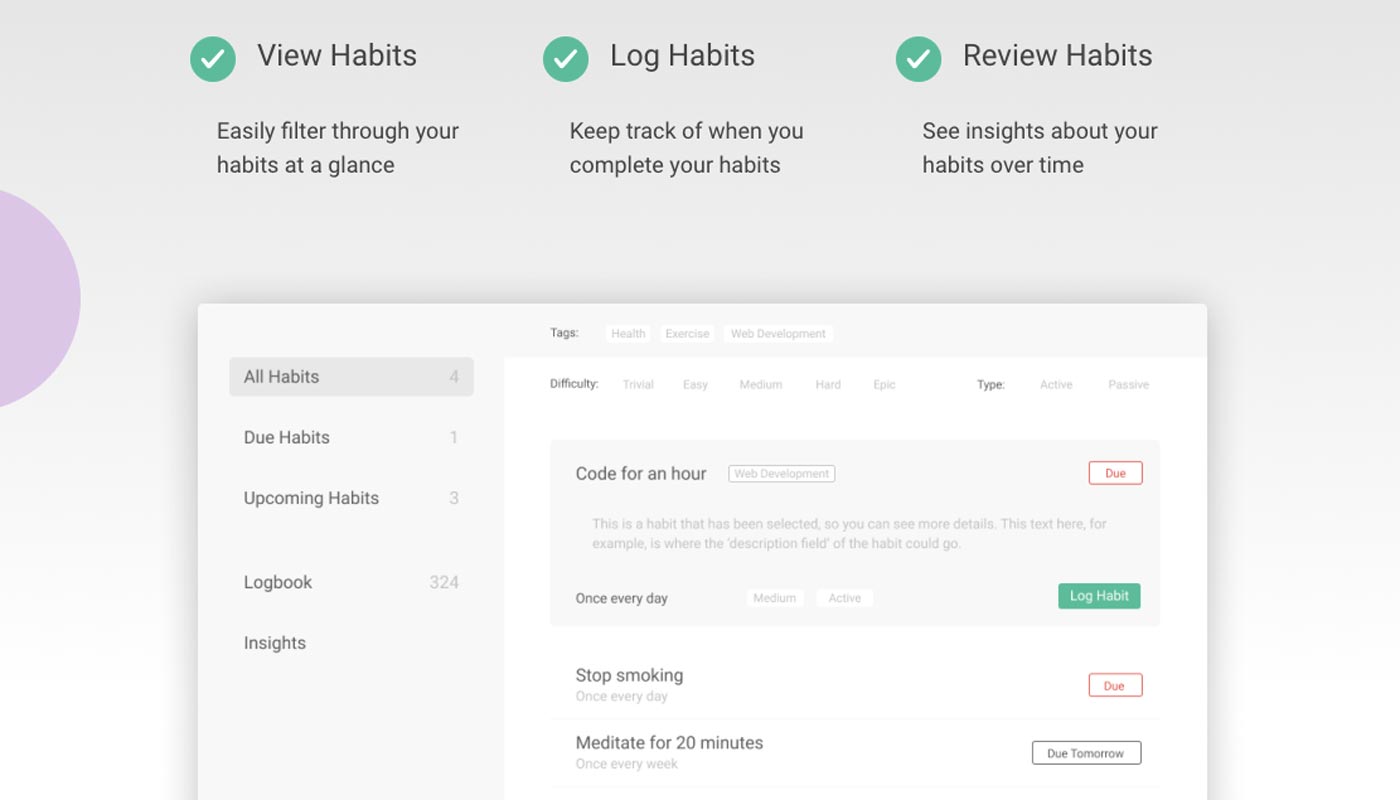 View Habits
Log Habits
Review Habits
Easily filter through your
habits at a glance
Keep track of when you
complete your habits
See insights about your
habits over time
All Habits 4
Due Habits 1
Upcoming Habits 3
Logbook 324
Insights
Tags: Health Exercise Web Development
Difficulty: Trivial Easy Medium Hard Epic Type: Active Passive
Code for an hour Web Development Due
This is a habit that has been selected, so you can see more details. This text here, for
example, is where the 'description field' of the habit could go.
Once every day Medium Active Log Habit
Stop smoking Due
Once every day
Meditate for 20 minutes Due Tomorrow
Once every week